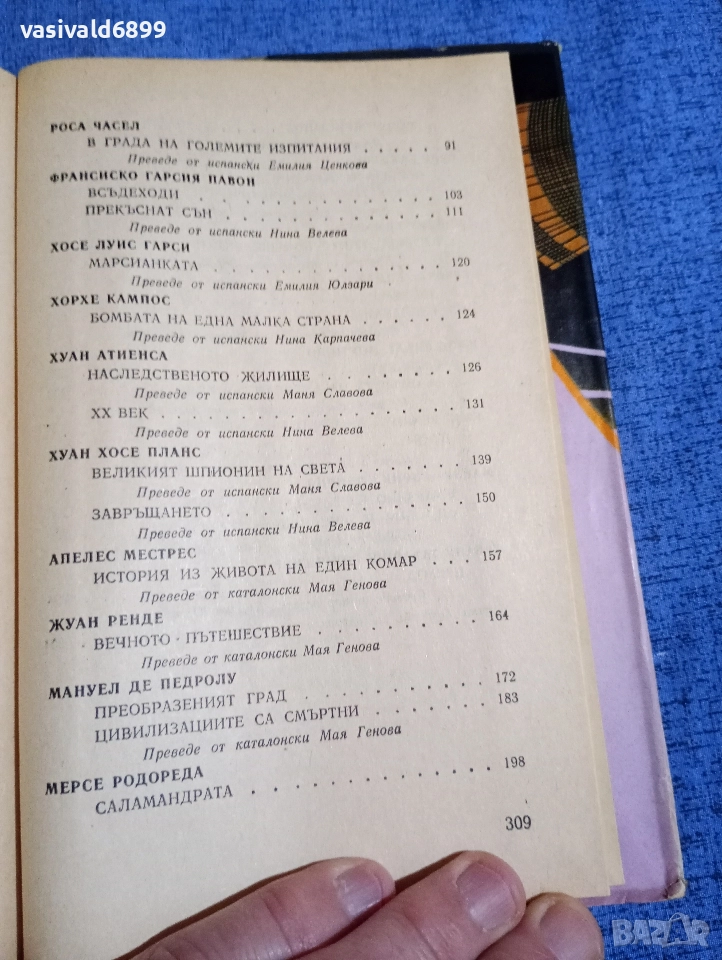 vasivald6899
РОСА ЧАСЕЛ
В ГРАДА НА ГОЛЕМИТЕ ИЗПИТАНИЯ . . . . . 91
Преведе от испански Емилия Ценкова
ФРАНСИСКО ГАРСИЯ ПАВОН
ВСЪДЕХОДИ . . . . . . . . . . . . . 103
ПРЕКЪСНАТ СЪН . . . . . . . . . . . 111
Преведе от испански Нина Велева
ХОСЕ ЛУИС ГАРСИ
МАРСИАНКАТА . . . . . . . . . . . . 120
Преведе от испански Емилия Юлзари
ХОРХЕ КАМПОС
БОМБАТА НА ЕДНА МАЛКА СТРАНА . . . . . 124
Преведе от испански Нина Карпачева
ХУАН АТИЕНСА
НАСЛЕДСТВЕНОТО ЖИЛИЩЕ . . . . . . . 126
Преведе от испански Маня Славова
XX ВЕК . . . . . . . . . . . . . . 131
Преведе от испански Нина Велева
ХУАН ХОСЕ ПЛАНС
ВЕЛИКИЯТ ШПИОНИН НА СВЕТА . . . . . . 139
Преведе от испански Маня Славова
ЗАВРЪЩАНЕТО . . . . . . . . . . . . 150
Преведе от испански Нина Велева
АПЕЛЕС МЕСТРЕС
ИСТОРИЯ ИЗ ЖИВОТА НА ЕДИН КОМАР . . . 157
Преведе от каталонски Мая Генова
ЖУАН РЕНДЕ
ВЕЧНОТО ПЪТЕШЕСТВИЕ . . . . . . . . 164
Преведе от каталонски Мая Генова
МАНУЕЛ ДЕ ПЕДРОЛУ
ПРЕОБРАЗЕНИЯТ ГРАД . . . . . . . . . 172
ЦИВИЛИЗАЦИИТЕ СА СМЪРТНИ . . . . . . 183
Преведе от каталонски Мая Генова
МЕРСЕ РОДОРЕДА
САЛАМАНДРАТА . . . . . . . . . . . 198
309
BAZAR